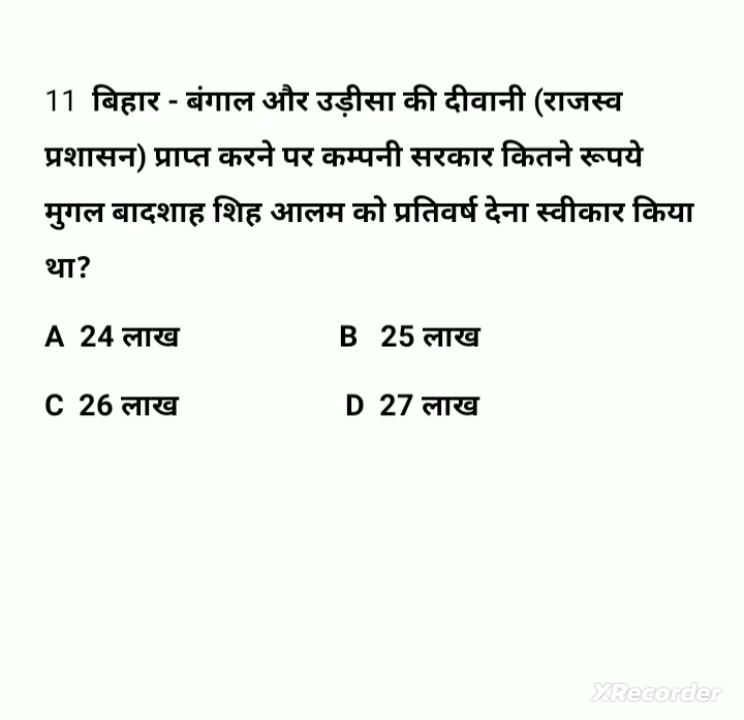 11 बिहार - बंगाल और उड़ीसा की दीवानी (राजस्व
प्रशासन) प्राप्त करने पर कम्पनी सरकार कितने रूपये
मुगल बादशाह शिह आलम को प्रतिवर्ष देना स्वीकार किया
था?
A 24 लाख B 25 लाख
C 26 लाख D 27 लाख
XRecorder